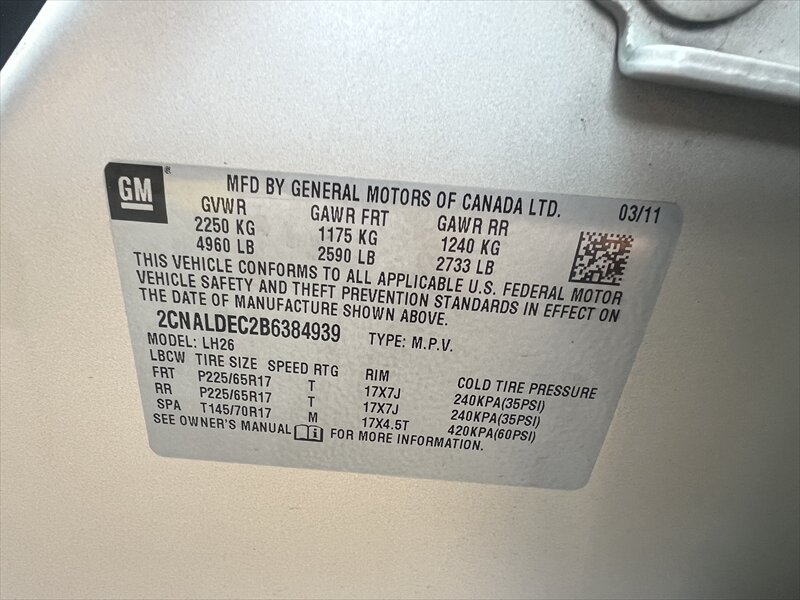 GM ® MFD BY GENERAL MOTORS OF CANADA LTD. 03/11
GVWR GAWR FRT GAWR RR
2250 KG 1175 KG 1240 KG
4960 LB 2590 LB 2733 LB
THIS VEHICLE CONFORMS TO ALL APPLICABLE U.S. FEDERAL MOTOR
VEHICLE SAFETY AND THEFT PREVENTION STANDARDS IN EFFECT ON
THE DATE OF MANUFACTURE SHOWN ABOVE.
2CNALDEC2B6384939 TYPE: M.P.V.
MODEL: LH26
LBCW TIRE SIZE SPEED RTG RIM COLD TIRE PRESSURE
FRT P225/65R17 T 17X7J 240KPA(35PSI)
RR P225/65R17 T 17X7J 240KPA(35PSI)
SPA T145/70R17 M 17X4.5T 420KPA(60PSI)
SEE OWNER'S MANUAL i FOR MORE INFORMATION.